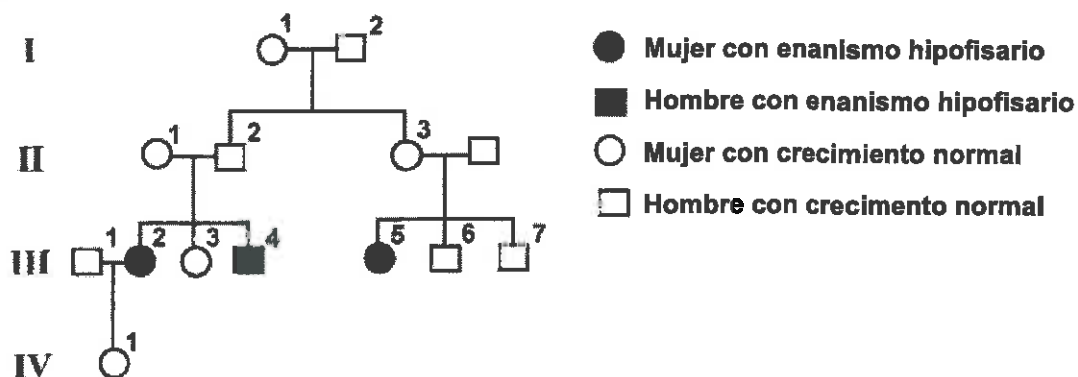 I 1 2
Mujer con enanismo hipofisario
Hombre con enanismo hipofisario
II 1 2 3
Mujer con crecimiento normal
Hombre con crecimento normal
III 1 2 3 4 5 6 7
IV 1